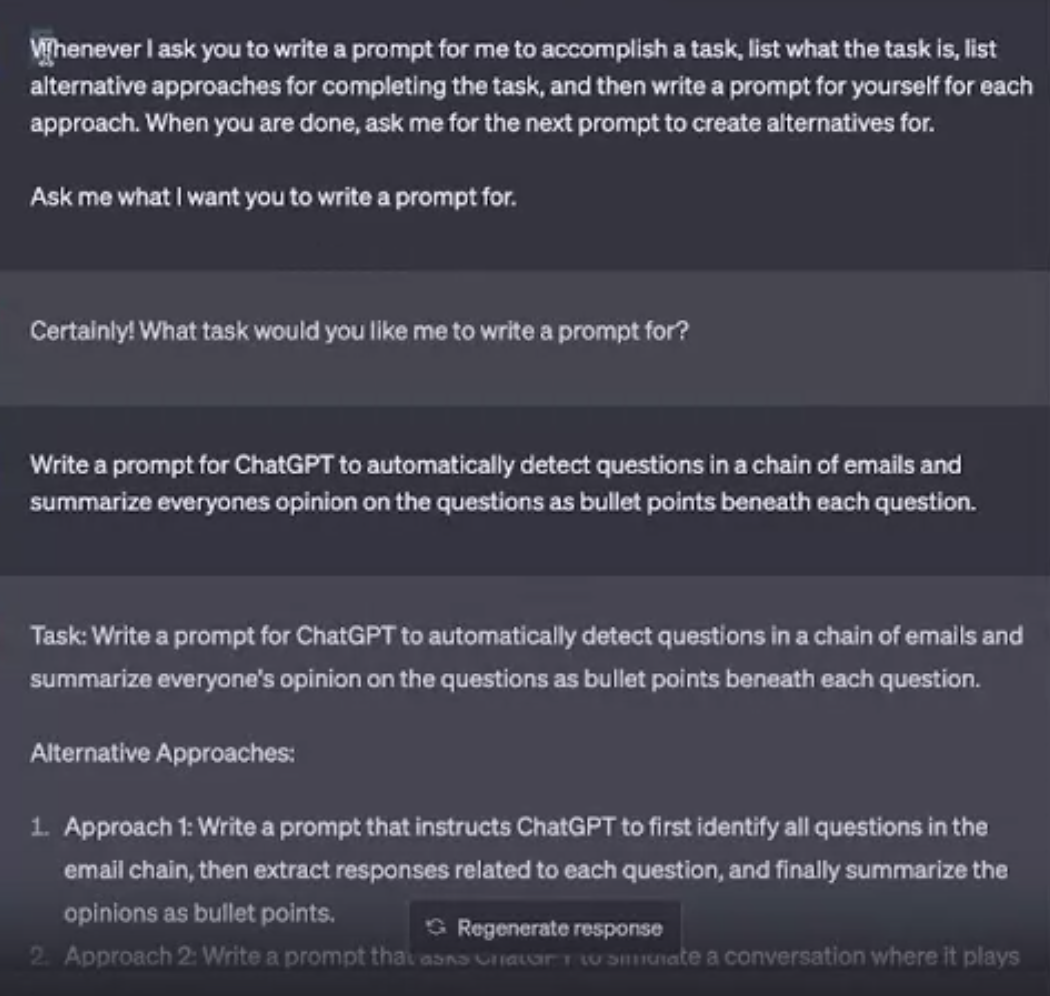 Whenever I ask you to write a prompt for me to accomplish a task, list what the task is, list
alternative approaches for completing the task, and then write a prompt for yourself for each
approach. When you are done, ask me for the next prompt to create alternatives for.
Ask me what I want you to write a prompt for.
Certainly! What task would you like me to write a prompt for?
Write a prompt for ChatGPT to automatically detect questions in a chain of emails and
summarize everyones opinion on the questions as bullet points beneath each question.
Task: Write a prompt for ChatGPT to automatically detect questions in a chain of emails and
summarize everyone's opinion on the questions as bullet points beneath each question.
Alternative Approaches:
1. Approach 1: Write a prompt that instructs ChatGPT to first identify all questions in the
email chain, then extract responses related to each question, and finally summarize the
opinions as bullet points.
Regenerate response
2. Approach 2: Write a prompt that asks ChatGPT to simulate a conversation where it plays